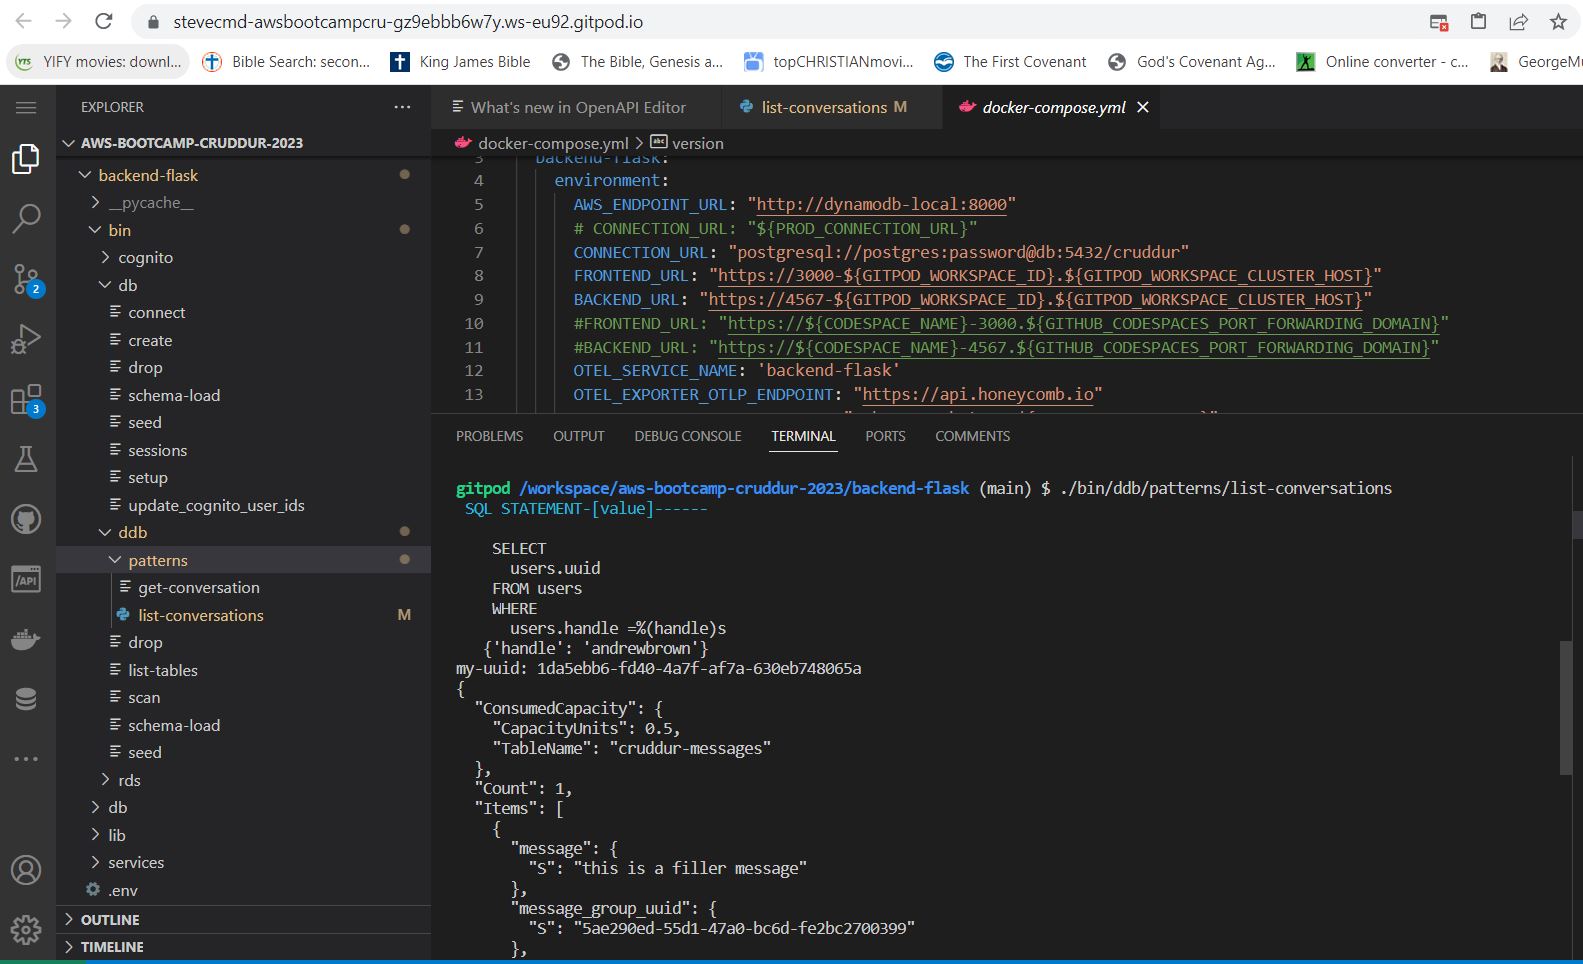 stevecmd-awsbootcampcru-gz9ebbb6w7y.ws-eu92.gitpod.io
YTS YIFY movies: downl... Bible Search: secon... King James Bible The Bible, Genesis a... topCHRISTIANmovi... The First Covenant God's Covenant Ag... Online converter - c... GeorgeMu
EXPLORER
AWS-BOOTCAMP-CRUDDUR-2023
backend-flask
__pycache__
bin
cognito
db
connect
create
drop
schema-load
seed
sessions
setup
update_cognito_user_ids
ddb
patterns
get-conversation
list-conversations M
drop
list-tables
scan
schema-load
seed
rds
db
lib
services
.env
OUTLINE
TIMELINE
2
3
/API
What's new in OpenAPI Editor list-conversations M docker-compose.yml
docker-compose.yml > abc version
3 backend-flask:
4 environment:
5 AWS_ENDPOINT_URL: "http://dynamodb-local:8000"
6 # CONNECTION_URL: "${PROD_CONNECTION_URL}"
7 CONNECTION_URL: "postgresql://postgres:password@db:5432/cruddur"
8 FRONTEND_URL: "https://3000-${GITPOD_WORKSPACE_ID}.${GITPOD_WORKSPACE_CLUSTER_HOST}"
9 BACKEND_URL: "https://4567-${GITPOD_WORKSPACE_ID}.${GITPOD_WORKSPACE_CLUSTER_HOST}"
10 #FRONTEND_URL: "https://${CODESPACE_NAME}-3000.${GITHUB_CODESPACES_PORT_FORWARDING_DOMAIN}"
11 #BACKEND_URL: "https://${CODESPACE_NAME}-4567.${GITHUB_CODESPACES_PORT_FORWARDING_DOMAIN}"
12 OTEL_SERVICE_NAME: 'backend-flask'
13 OTEL_EXPORTER_OTLP_ENDPOINT: "https://api.honeycomb.io"
PROBLEMS OUTPUT DEBUG CONSOLE TERMINAL PORTS COMMENTS
gitpod /workspace/aws-bootcamp-cruddur-2023/backend-flask (main) $ ./bin/ddb/patterns/list-conversations
SQL STATEMENT-[value]------
SELECT
users.uuid
FROM users
WHERE
users.handle =%(handle)s
{'handle': 'andrewbrown'}
my-uuid: 1da5ebb6-fd40-4a7f-af7a-630eb748065a
{
"ConsumedCapacity": {
"CapacityUnits": 0.5,
"TableName": "cruddur-messages"
},
"Count": 1,
"Items": [
{
"message": {
"S": "this is a filler message"
},
"message_group_uuid": {
"S": "5ae290ed-55d1-47a0-bc6d-fe2bc2700399"
},